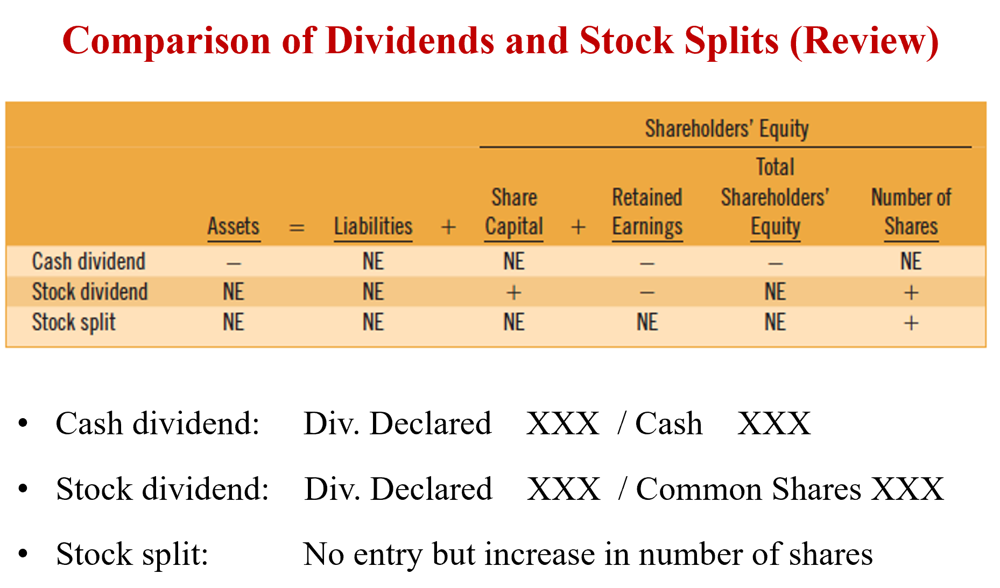 Comparison of Dividends and Stock Splits (Review)
Shareholders’ Equity
Total
Share Retained Shareholders’ Number of
Assets = Liabilities + Capital + Earnings Equity Shares
Cash dividend – NE NE – – NE
Stock dividend NE NE + – NE +
Stock split NE NE NE NE NE +
• Cash dividend: Div. Declared XXX / Cash XXX
• Stock dividend: Div. Declared XXX / Common Shares XXX
• Stock split: No entry but increase in number of shares